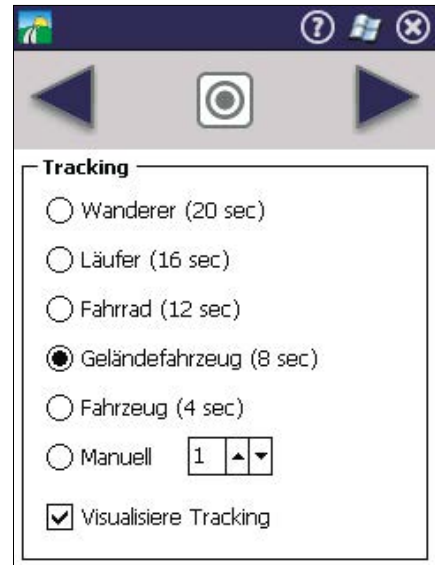 Tracking
Wanderer (20 sec)
Läufer (16 sec)
Fahrrad (12 sec)
Geländefahrzeug (8 sec)
Fahrzeug (4 sec)
Manuell 1
Visualisiere Tracking